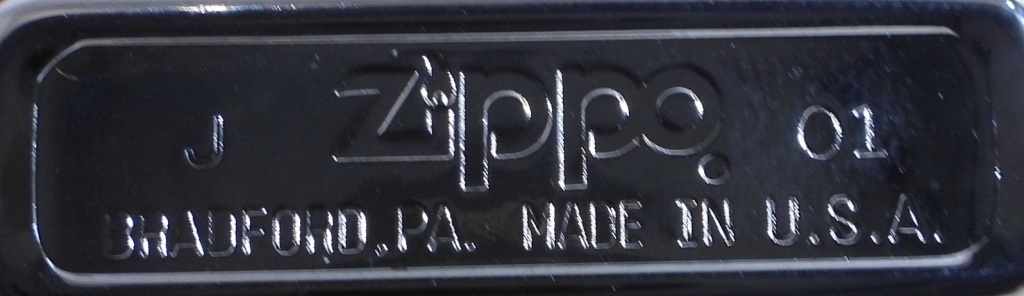 J Zippo 01
BRADFORD, PA. MADE IN U.S.A.